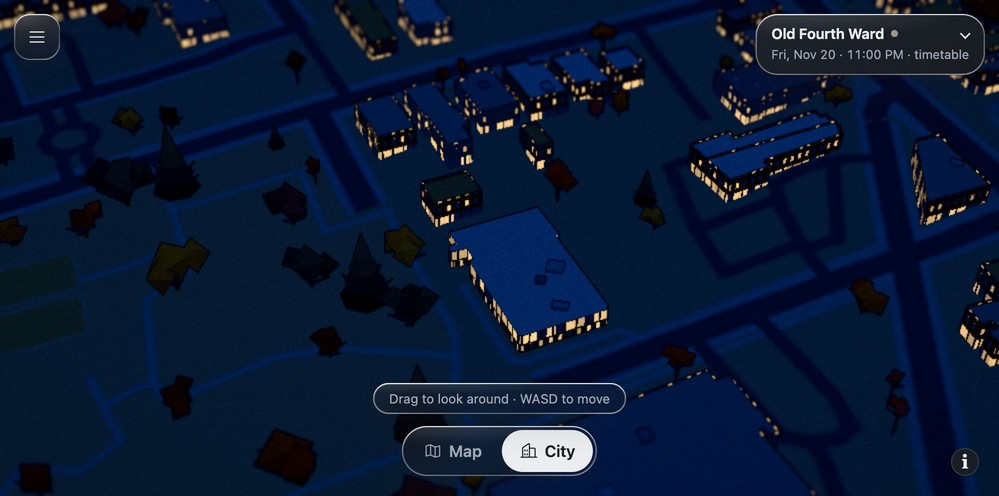 Old Fourth Ward
Fri, Nov 20 · 11:00 PM · timetable
Drag to look around · WASD to move
Map
City
i